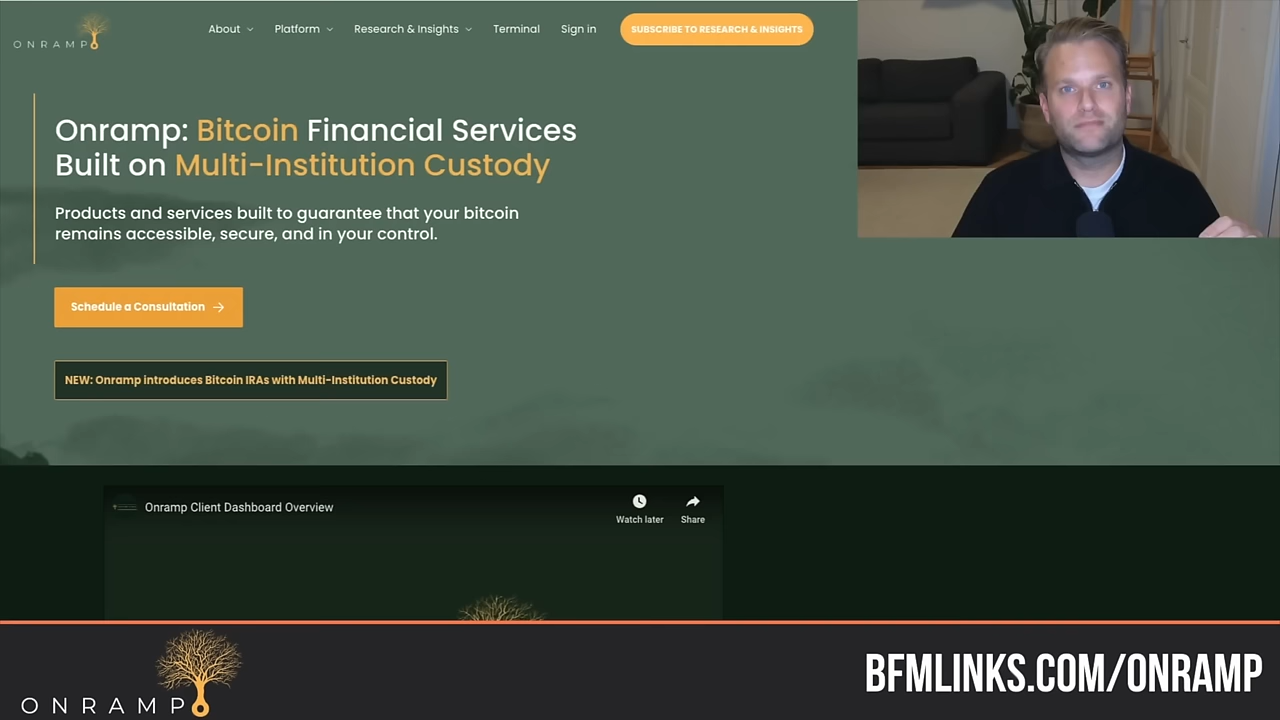 ONRAMP
About
Platform
Research & Insights
Terminal
Sign in
SUBSCRIBE TO RESEARCH & INSIGHTS
Onramp: Bitcoin Financial Services
Built on Multi-Institution Custody
Products and services built to guarantee that your bitcoin
remains accessible, secure, and in your control.
Schedule a Consultation
NEW: Onramp introduces Bitcoin IRAs with Multi-Institution Custody
Onramp Client Dashboard Overview
Watch later
Share
ONRAMP
BFMLINKS.COM/ONRAMP